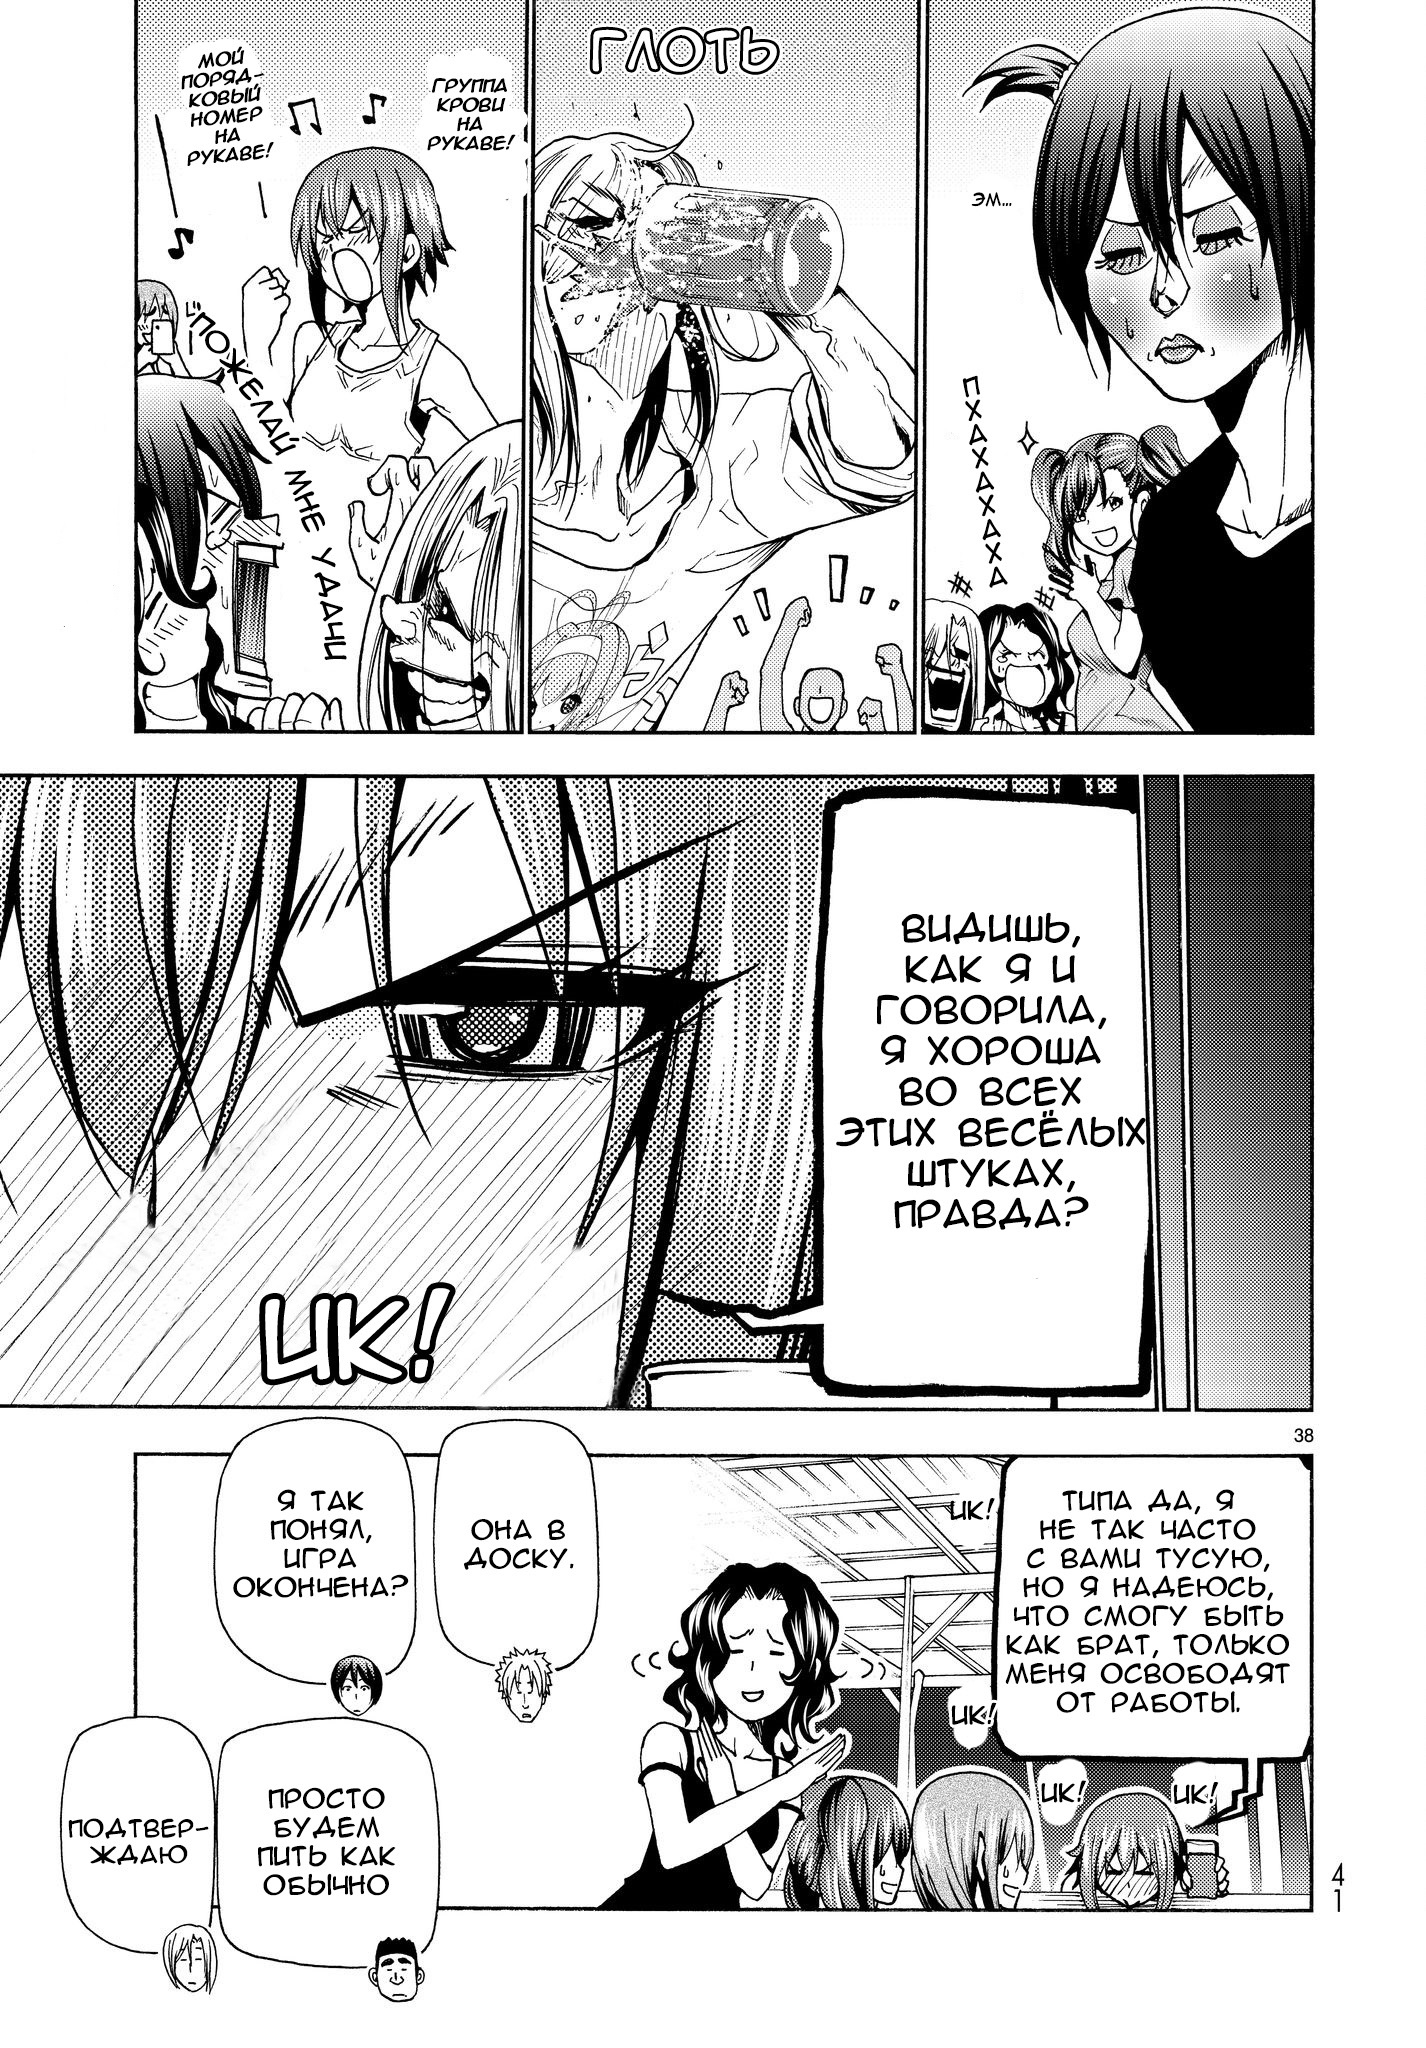 ЭМ...
ПХАХАХАХА
ГЛОТЬ
ГРУППА
КРОВИ
НА
РУКАВЕ!
МОЙ
ПОРЯД-
КОВЫЙ
НОМЕР
НА
РУКАВЕ!
"ПОЖЕЛАЙ МНЕ УДАЧИ
ВИДИШЬ,
КАК Я И
ГОВОРИЛА,
Я ХОРОША
ВО ВСЕХ
ЭТИХ ВЕСЁЛЫХ
ШТУКАХ,
ПРАВДА?
ИК!
38
ТИПА ДА, Я
НЕ ТАК ЧАСТО
С ВАМИ ТУСУЮ,
НО Я НАДЕЮСЬ,
ЧТО СМОГУ БЫТЬ
КАК БРАТ, ТОЛЬКО
МЕНЯ ОСВОБОДЯТ
ОТ РАБОТЫ.
ИК!
ИК!
ИК!
ИК!
ОНА В
ДОСКУ.
Я ТАК
ПОНЯЛ,
ИГРА
ОКОНЧЕНА?
ПРОСТО
БУДЕМ
ПИТЬ КАК
ОБЫЧНО
ПОДТВЕР-
ЖДАЮ
41